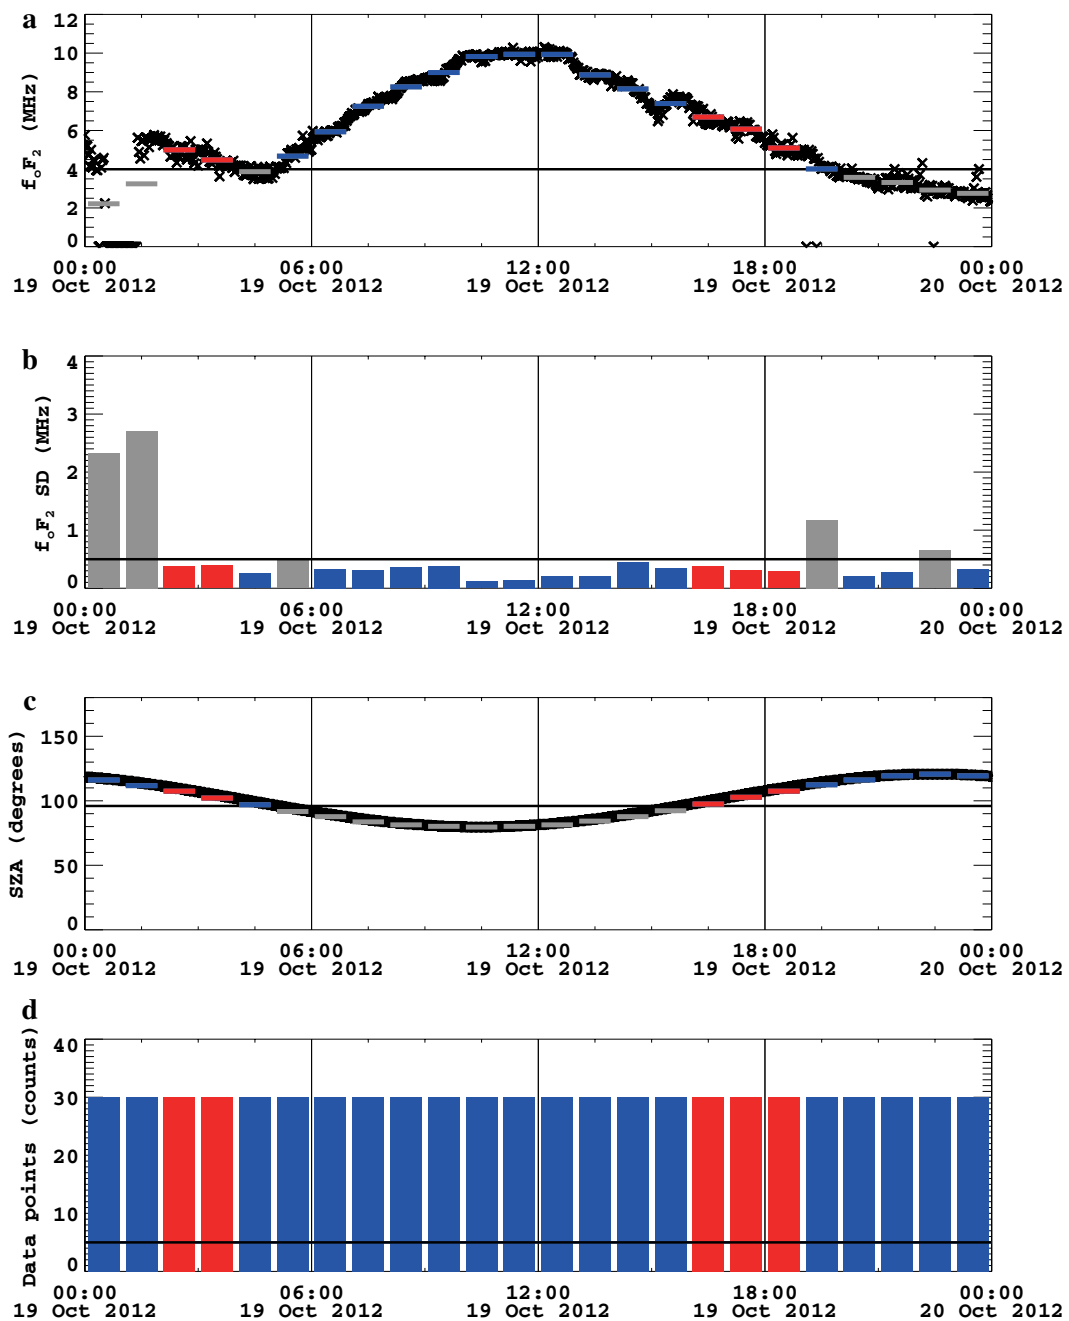 a
f₀F₂ (MHz)
12
10
8
6
4
2
0
00:00 06:00 12:00 18:00 00:00
19 Oct 2012 19 Oct 2012 19 Oct 2012 19 Oct 2012 20 Oct 2012
b
f₀F₂ SD (MHz)
4
3
2
1
0
00:00 06:00 12:00 18:00 00:00
19 Oct 2012 19 Oct 2012 19 Oct 2012 19 Oct 2012 20 Oct 2012
c
SZA (degrees)
150
100
50
0
00:00 06:00 12:00 18:00 00:00
19 Oct 2012 19 Oct 2012 19 Oct 2012 19 Oct 2012 20 Oct 2012
d
Data points (counts)
40
30
20
10
0
00:00 06:00 12:00 18:00 00:00
19 Oct 2012 19 Oct 2012 19 Oct 2012 19 Oct 2012 20 Oct 2012